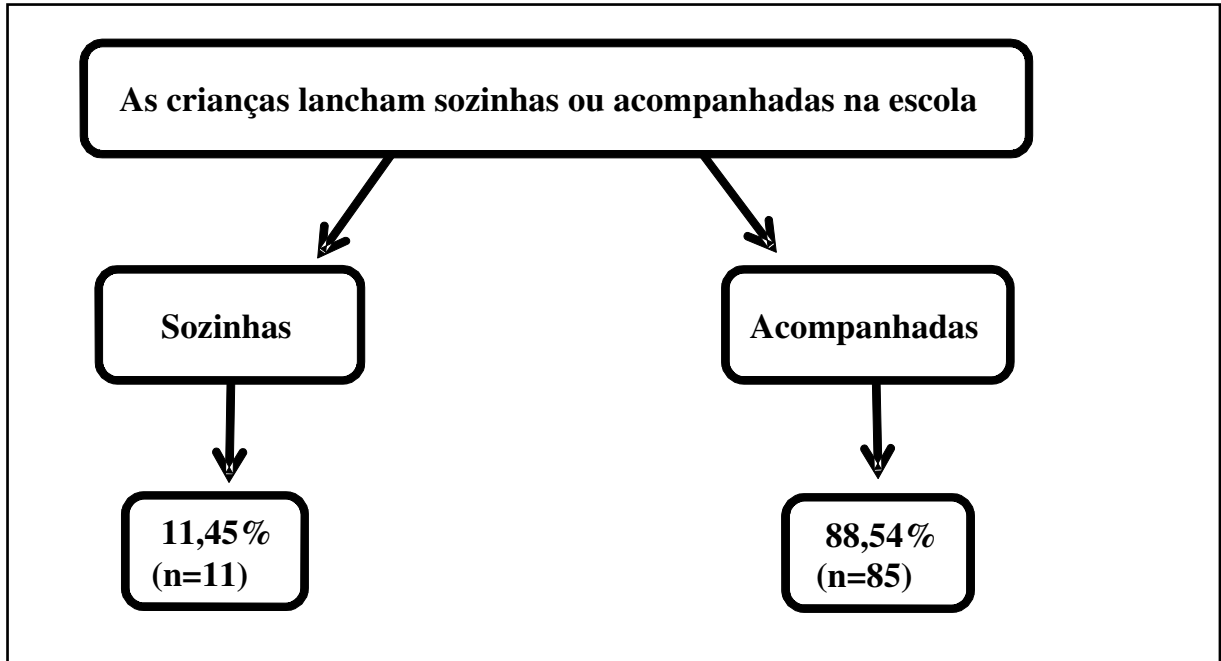 As crianças lancham sozinhas ou acompanhadas na escola
Sozinhas
Acompanhadas
11,45%
(n=11)
88,54%
(n=85)